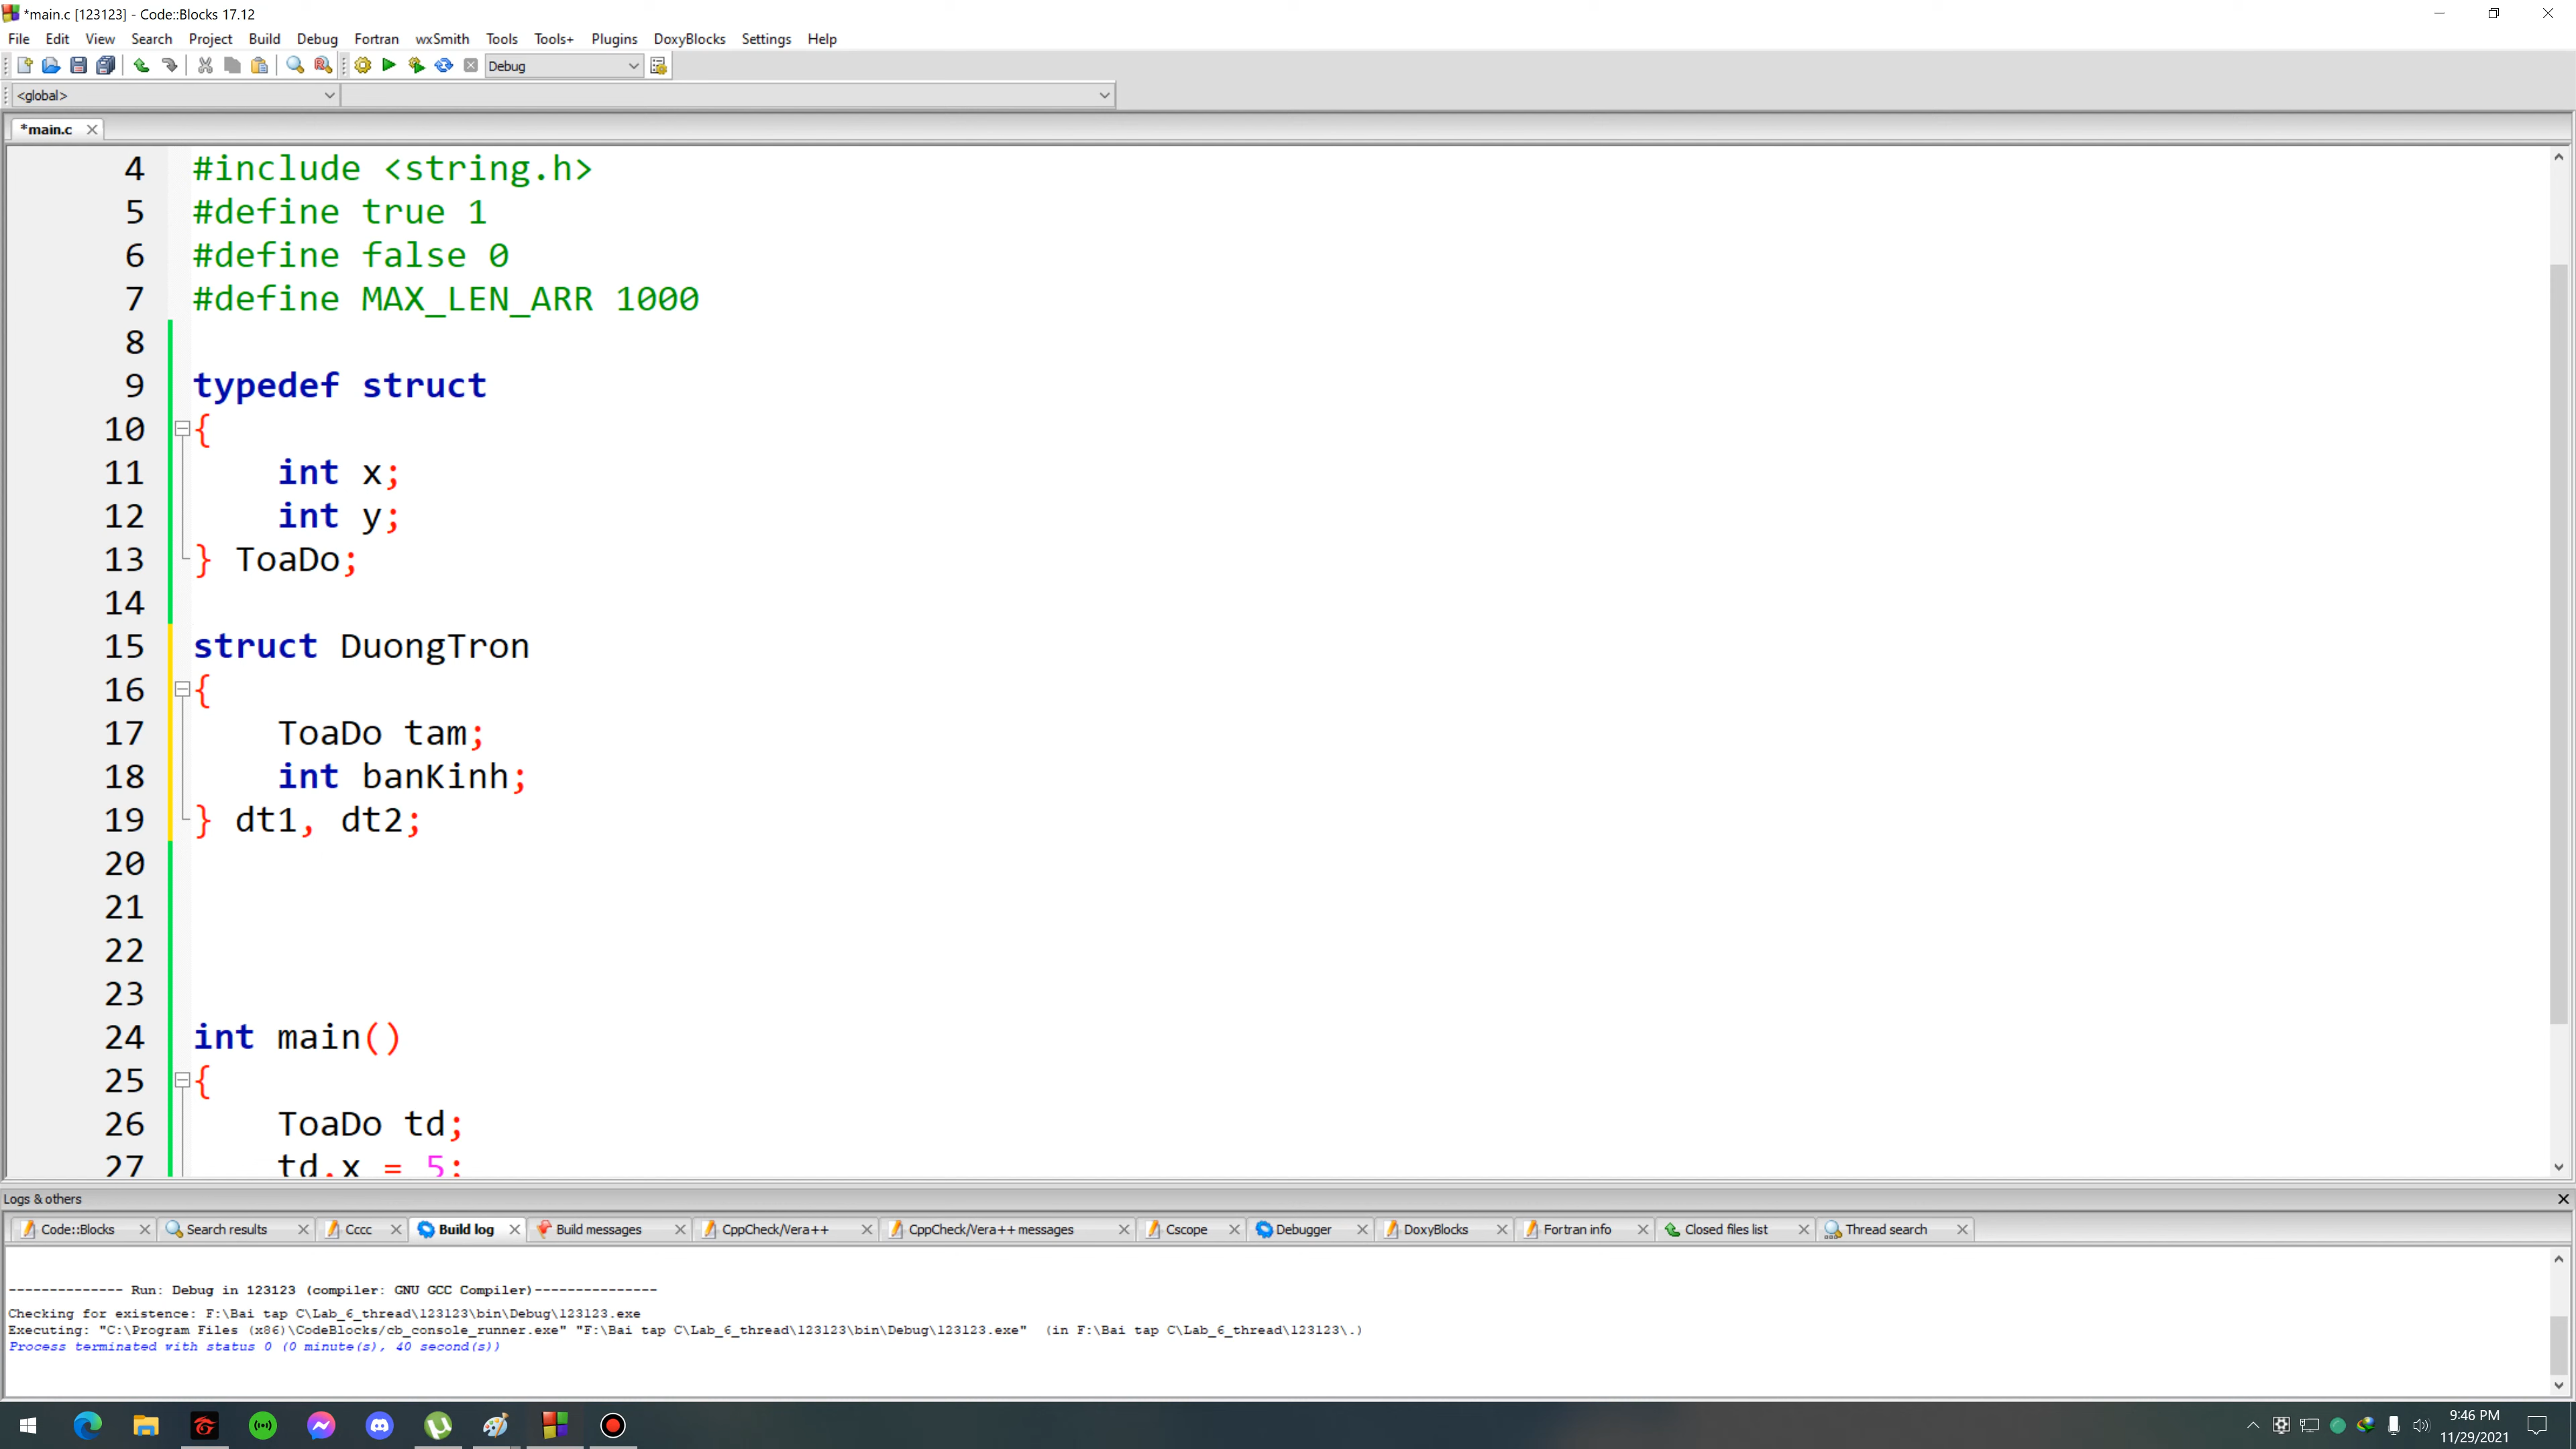 *main.c [123123] - Code::Blocks 17.12
File Edit View Search Project Build Debug Fortran wxSmith Tools Tools+ Plugins DoxyBlocks Settings Help
Debug
<global>
*main.c
4 #include <string.h>
5 #define true 1
6 #define false 0
7 #define MAX_LEN_ARR 1000
8
9 typedef struct
10 {
11 int x;
12 int y;
13 } ToaDo;
14
15 struct DuongTron
16 {
17 ToaDo tam;
18 int banKinh;
19 } dt1, dt2;
20
21
22
23
24 int main()
25 {
26 ToaDo td;
27 td.x = 5;
Logs & others
Code::Blocks Search results Cccc Build log Build messages CppCheck/Vera++ CppCheck/Vera++ messages Cscope Debugger DoxyBlocks Fortran info Closed files list Thread search
-------------- Run: Debug in 123123 (compiler: GNU GCC Compiler)---------------
Checking for existence: F:\Bai tap C\Lab_6_thread\123123\bin\Debug\123123.exe
Executing: "C:\Program Files (x86)\CodeBlocks/cb_console_runner.exe" "F:\Bai tap C\Lab_6_thread\123123\bin\Debug\123123.exe"  (in F:\Bai tap C\Lab_6_thread\123123\.)
Process terminated with status 0 (0 minute(s), 40 second(s))
9:46 PM
11/29/2021